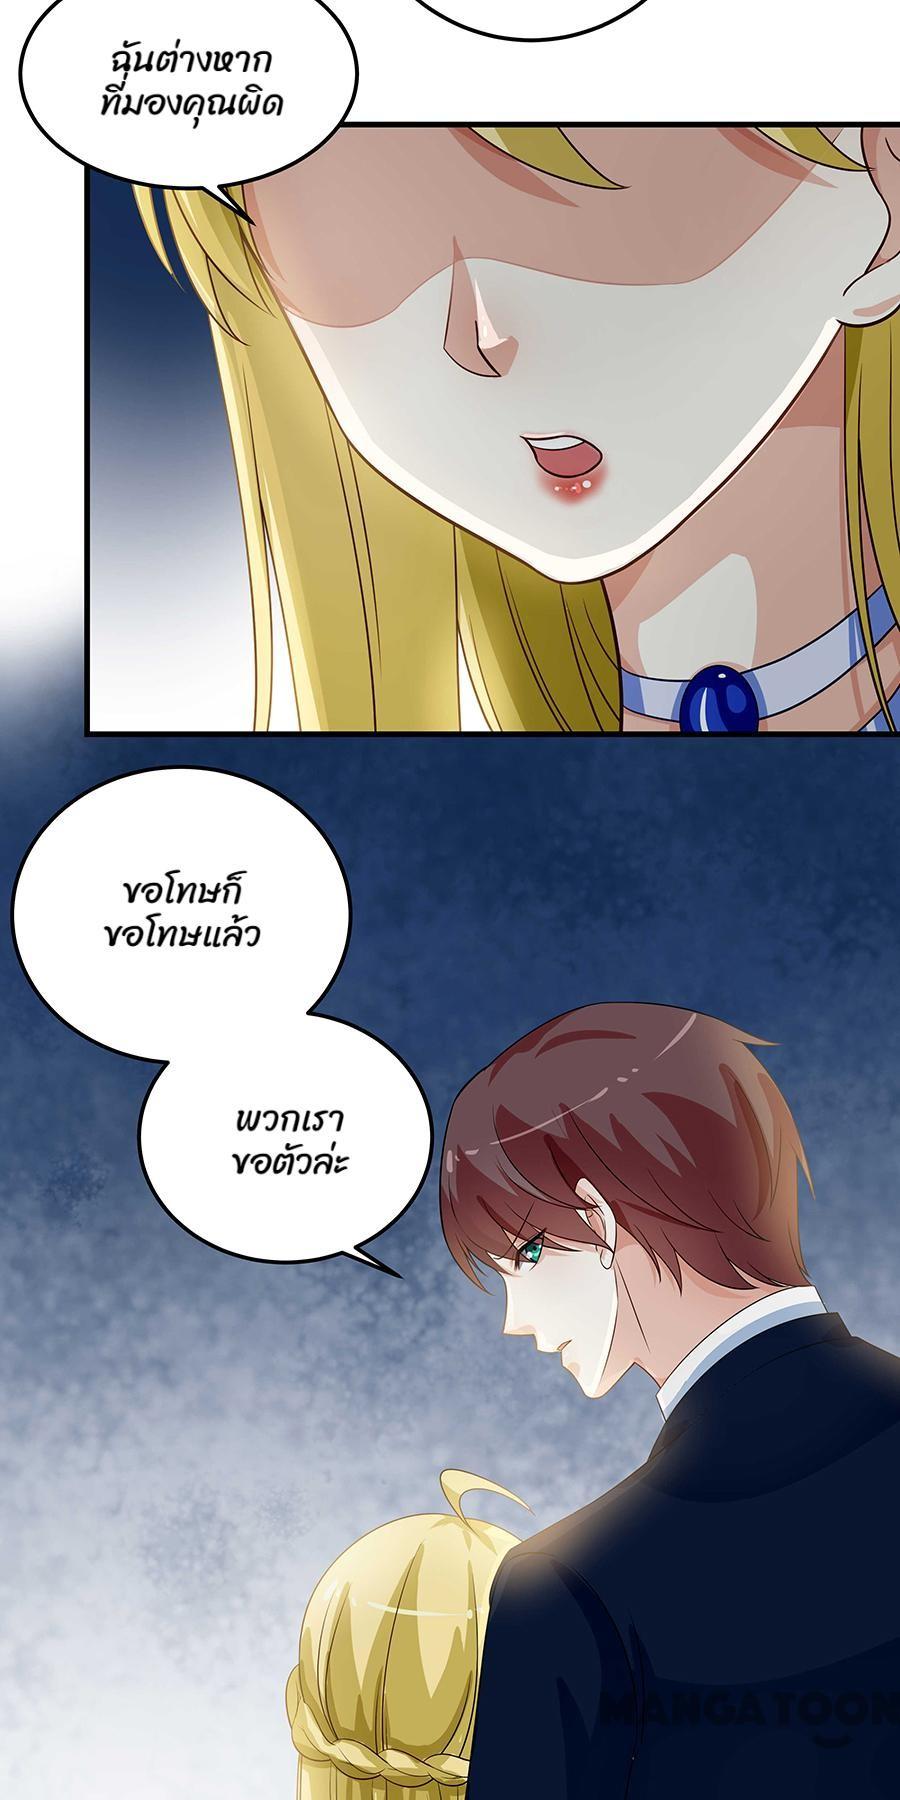 ฉันต่างหาก
ที่มองคุณผิด
ขอโทษก็
ขอโทษแล้ว
พวกเรา
ขอตัวล่ะ
MANGATOON